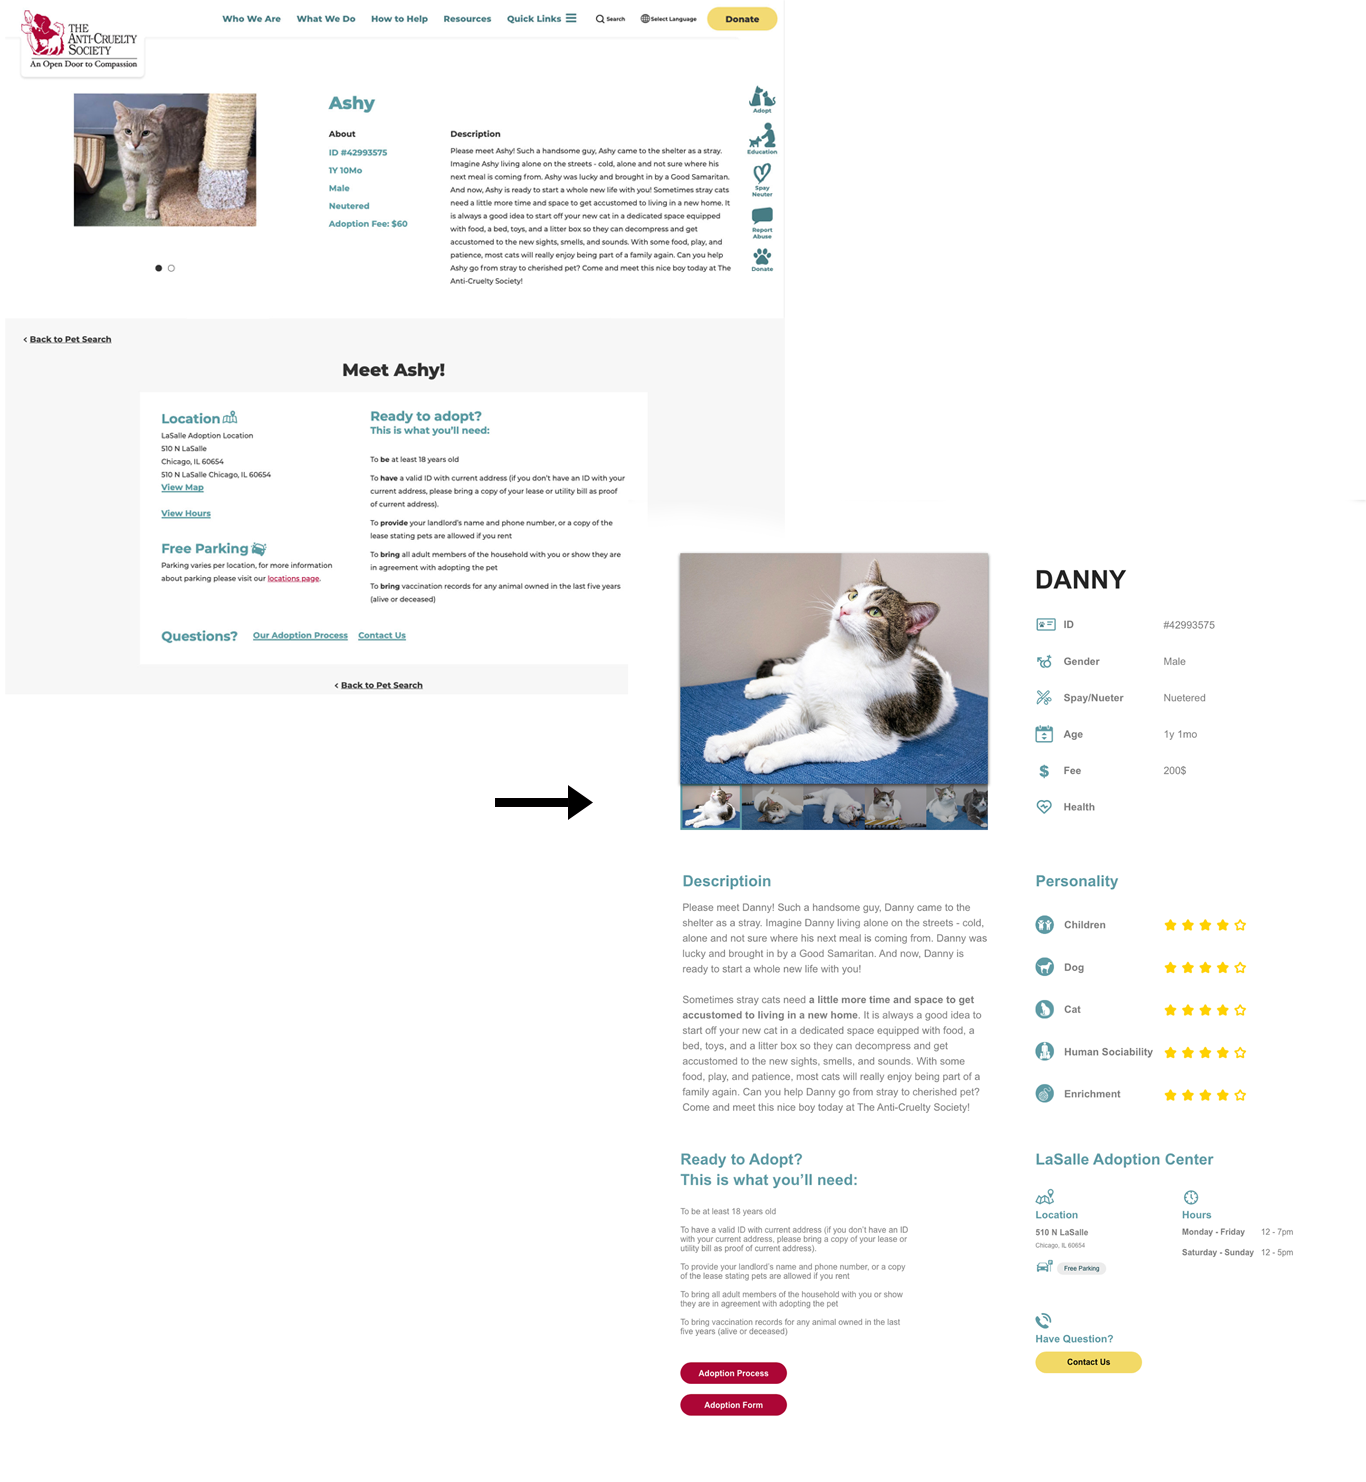 THE
ANTI-CRUELTY
SOCIETY
An Open Door to Compassion
Who We Are
What We Do
How to Help
Resources
Quick Links
Search
Select Language
Donate
Ashy
About
ID #42993575
1Y 10Mo
Male
Neutered
Adoption Fee: $60
Description
Please meet Ashy! Such a handsome guy, Ashy came to the shelter as a stray.
Imagine Ashy living alone on the streets - cold, alone and not sure where his
next meal is coming from. Ashy was lucky and brought in by a Good Samaritan.
And now, Ashy is ready to start a whole new life with you! Sometimes stray cats
need a little more time and space to get accustomed to living in a new home. It
is always a good idea to start off your new cat in a dedicated space equipped
with food, a bed, toys, and a litter box so they can decompress and get
accustomed to the new sights, smells, and sounds. With some food, play, and
patience, most cats will really enjoy being part of a family again. Can you help
Ashy go from stray to cherished pet? Come and meet this nice boy today at The
Anti-Cruelty Society!
Adopt
Education
Spay
Neuter
Report
Abuse
Donate
< Back to Pet Search
Meet Ashy!
Location
LaSalle Adoption Location
510 N LaSalle
Chicago, IL 60654
510 N LaSalle Chicago, IL 60654
View Map
View Hours
Free Parking
Parking varies per location, for more information
about parking please visit our locations page.
Ready to adopt?
This is what you'll need:
To be at least 18 years old
To have a valid ID with current address (if you don't have an ID with your
current address, please bring a copy of your lease or utility bill as proof
of current address).
To provide your landlord's name and phone number, or a copy of the
lease stating pets are allowed if you rent
To bring all adult members of the household with you or show they are
in agreement with adopting the pet
To bring vaccination records for any animal owned in the last five years
(alive or deceased)
Questions?
Our Adoption Process
Contact Us
< Back to Pet Search
DANNY
ID #42993575
Gender Male
Spay/Nueter Nuetered
Age 1y 1mo
Fee 200$
Health
Descriptioin
Please meet Danny! Such a handsome guy, Danny came to the
shelter as a stray. Imagine Danny living alone on the streets - cold,
alone and not sure where his next meal is coming from. Danny was
lucky and brought in by a Good Samaritan. And now, Danny is
ready to start a whole new life with you!
Sometimes stray cats need a little more time and space to get
accustomed to living in a new home. It is always a good idea to
start off your new cat in a dedicated space equipped with food, a
bed, toys, and a litter box so they can decompress and get
accustomed to the new sights, smells, and sounds. With some
food, play, and patience, most cats will really enjoy being part of a
family again. Can you help Danny go from stray to cherished pet?
Come and meet this nice boy today at The Anti-Cruelty Society!
Personality
Children
Dog
Cat
Human Sociability
Enrichment
Ready to Adopt?
This is what you'll need:
To be at least 18 years old
To have a valid ID with current address (if you don't have an ID
with your current address, please bring a copy of your lease or
utility bill as proof of current address).
To provide your landlord's name and phone number, or a copy
of the lease stating pets are allowed if you rent
To bring all adult members of the household with you or show
they are in agreement with adopting the pet
To bring vaccination records for any animal owned in the last
five years (alive or deceased)
Adoption Process
Adoption Form
LaSalle Adoption Center
Location
510 N LaSalle
Chicago, IL 60654
Free Parking
Hours
Monday - Friday 12 - 7pm
Saturday - Sunday 12 - 5pm
Have Question?
Contact Us